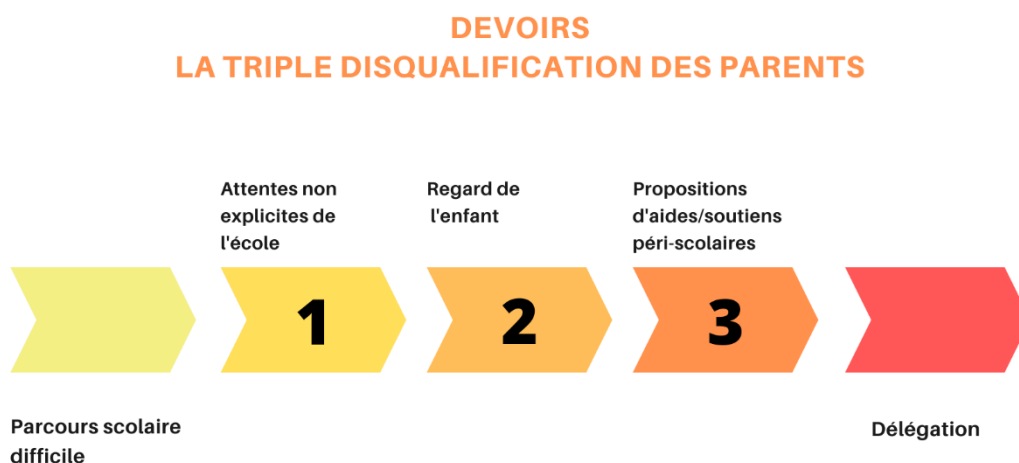 DEVOIRS
LA TRIPLE DISQUALIFICATION DES PARENTS
Attentes non
explicites de
l'école
Regard de
l'enfant
Propositions
d'aides/soutiens
péri-scolaires
1
2
3
Parcours scolaire
difficile
Délégation